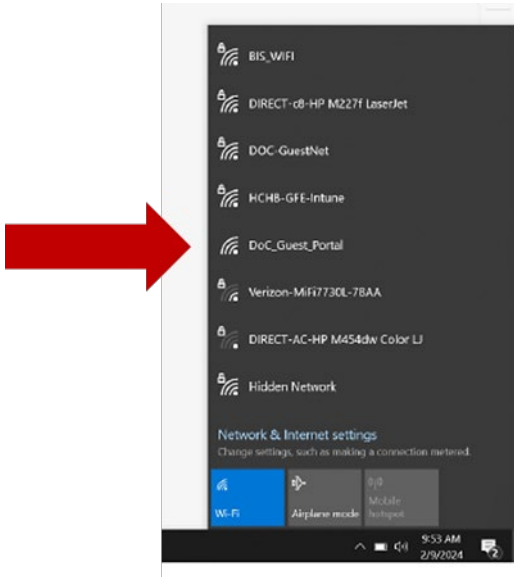 BIS_WIFI
DIRECT-c8-HP M227f LaserJet
DOC-GuestNet
HCHB-GFE-Intune
DoC_Guest_Portal
Verizon-MiFi7730L-78AA
DIRECT-AC-HP M454dw Color LJ
Hidden Network
Network & Internet settings
Change settings, such as making a connection metered.
Wi-Fi
Airplane mode
Mobile
hotspot
9:53 AM
2/9/2024
2